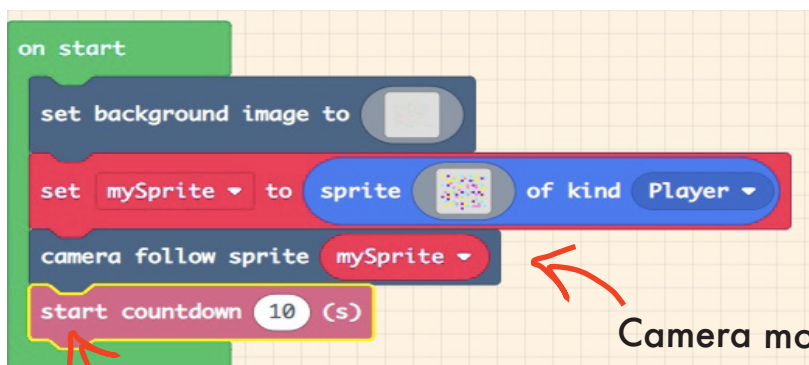 on start
set background image to
set mySprite to sprite of kind Player
camera follow sprite mySprite
start countdown 10 (s)
Camera